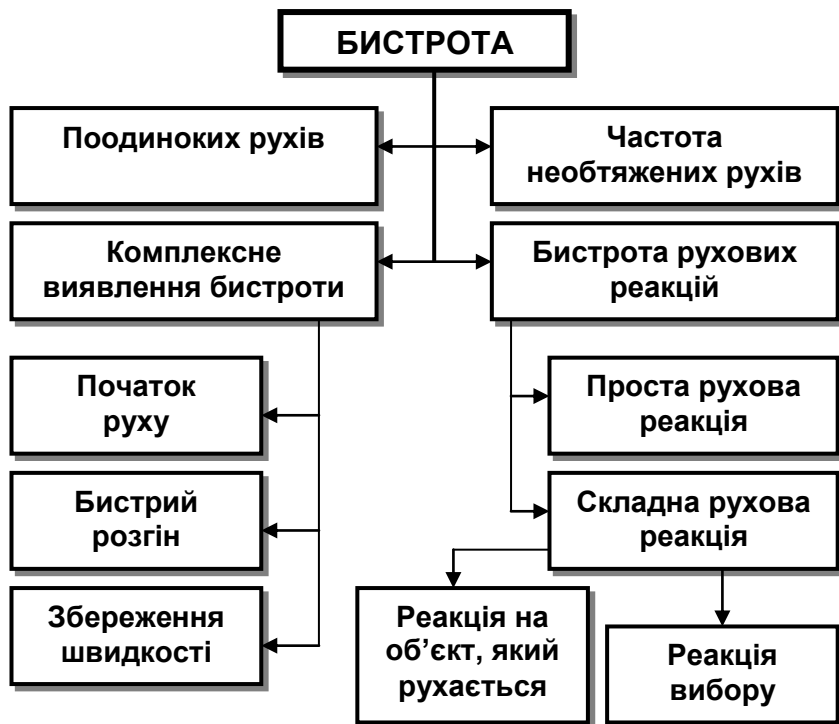 БИСТРОТА
Поодиноких рухів
Частота
необтяжених рухів
Комплексне
виявлення бистроти
Бистрота рухових
реакцій
Початок
руху
Проста рухова
реакція
Бистрий
розгін
Складна рухова
реакція
Збереження
швидкості
Реакція на
об’єкт, який
рухається
Реакція
вибору